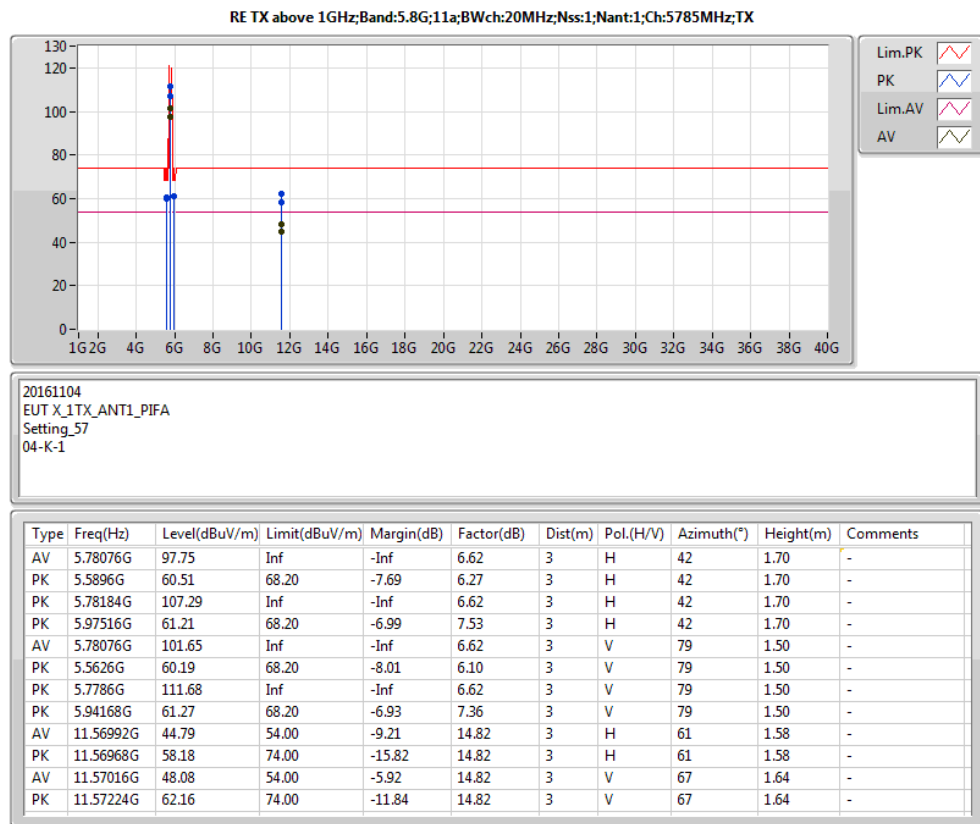 RE TX above 1GHz;Band:5.8G;11a;BWch:20MHz;Nss:1;Nant:1;Ch:5785MHz;TX
130
120
100
80
60
40
20
0
1G 2G 4G 6G 8G 10G 12G 14G 16G 18G 20G 22G 24G 26G 28G 30G 32G 34G 36G 38G 40G
Lim.PK
PK
Lim.AV
AV
20161104
EUT X_1TX_ANT1_PIFA
Setting_57
04-K-1
Type Freq(Hz) Level(dBuV/m) Limit(dBuV/m) Margin(dB) Factor(dB) Dist(m) Pol.(H/V) Azimuth(°) Height(m) Comments
AV 5.78076G 97.75 Inf -Inf 6.62 3 H 42 1.70 -
PK 5.5896G 60.51 68.20 -7.69 6.27 3 H 42 1.70 -
PK 5.78184G 107.29 Inf -Inf 6.62 3 H 42 1.70 -
PK 5.97516G 61.21 68.20 -6.99 7.53 3 H 42 1.70 -
AV 5.78076G 101.65 Inf -Inf 6.62 3 V 79 1.50 -
PK 5.5626G 60.19 68.20 -8.01 6.10 3 V 79 1.50 -
PK 5.7786G 111.68 Inf -Inf 6.62 3 V 79 1.50 -
PK 5.94168G 61.27 68.20 -6.93 7.36 3 V 79 1.50 -
AV 11.56992G 44.79 54.00 -9.21 14.82 3 H 61 1.58 -
PK 11.56968G 58.18 74.00 -15.82 14.82 3 H 61 1.58 -
AV 11.57016G 48.08 54.00 -5.92 14.82 3 V 67 1.64 -
PK 11.57224G 62.16 74.00 -11.84 14.82 3 V 67 1.64 -